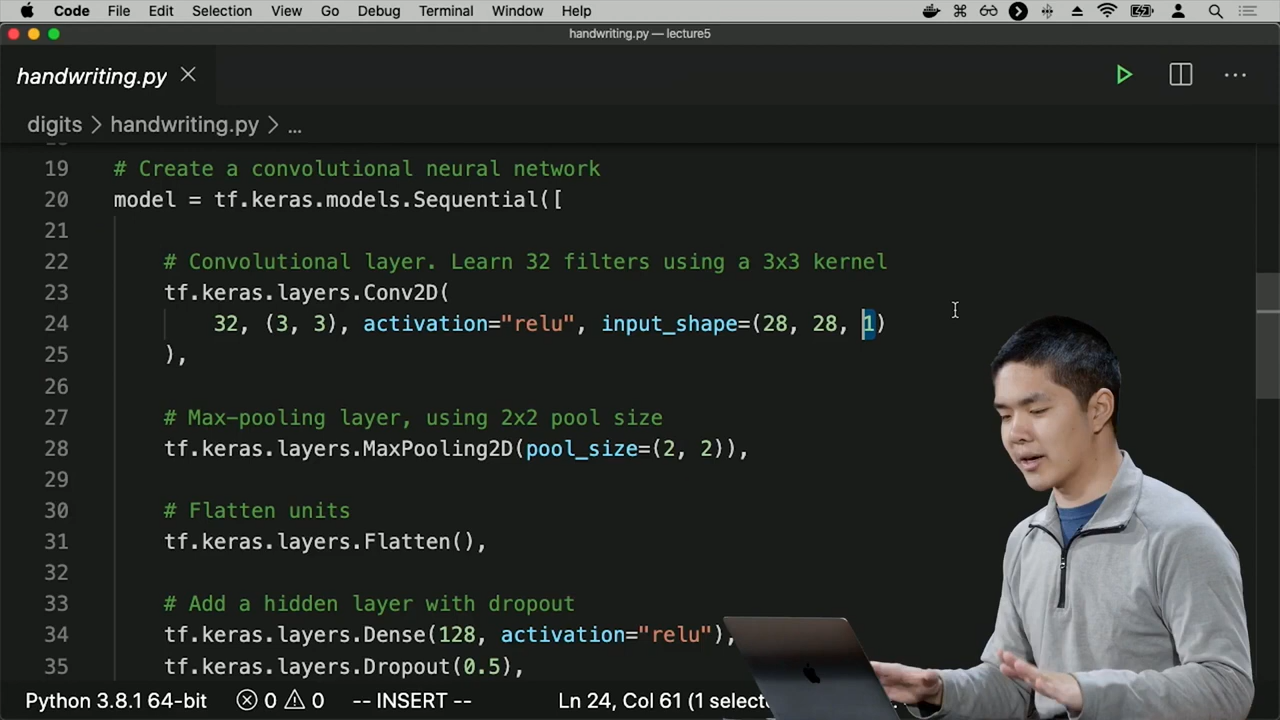 Code File Edit Selection View Go Debug Terminal Window Help
handwriting.py — lecture5
handwriting.py
digits > handwriting.py > ...
19 # Create a convolutional neural network
20 model = tf.keras.models.Sequential([
21
22 # Convolutional layer. Learn 32 filters using a 3x3 kernel
23 tf.keras.layers.Conv2D(
24 32, (3, 3), activation="relu", input_shape=(28, 28, 1)
25 ),
26
27 # Max-pooling layer, using 2x2 pool size
28 tf.keras.layers.MaxPooling2D(pool_size=(2, 2)),
29
30 # Flatten units
31 tf.keras.layers.Flatten(),
32
33 # Add a hidden layer with dropout
34 tf.keras.layers.Dense(128, activation="relu"),
35 tf.keras.layers.Dropout(0.5),
Python 3.8.1 64-bit 0 0 -- INSERT -- Ln 24, Col 61 (1